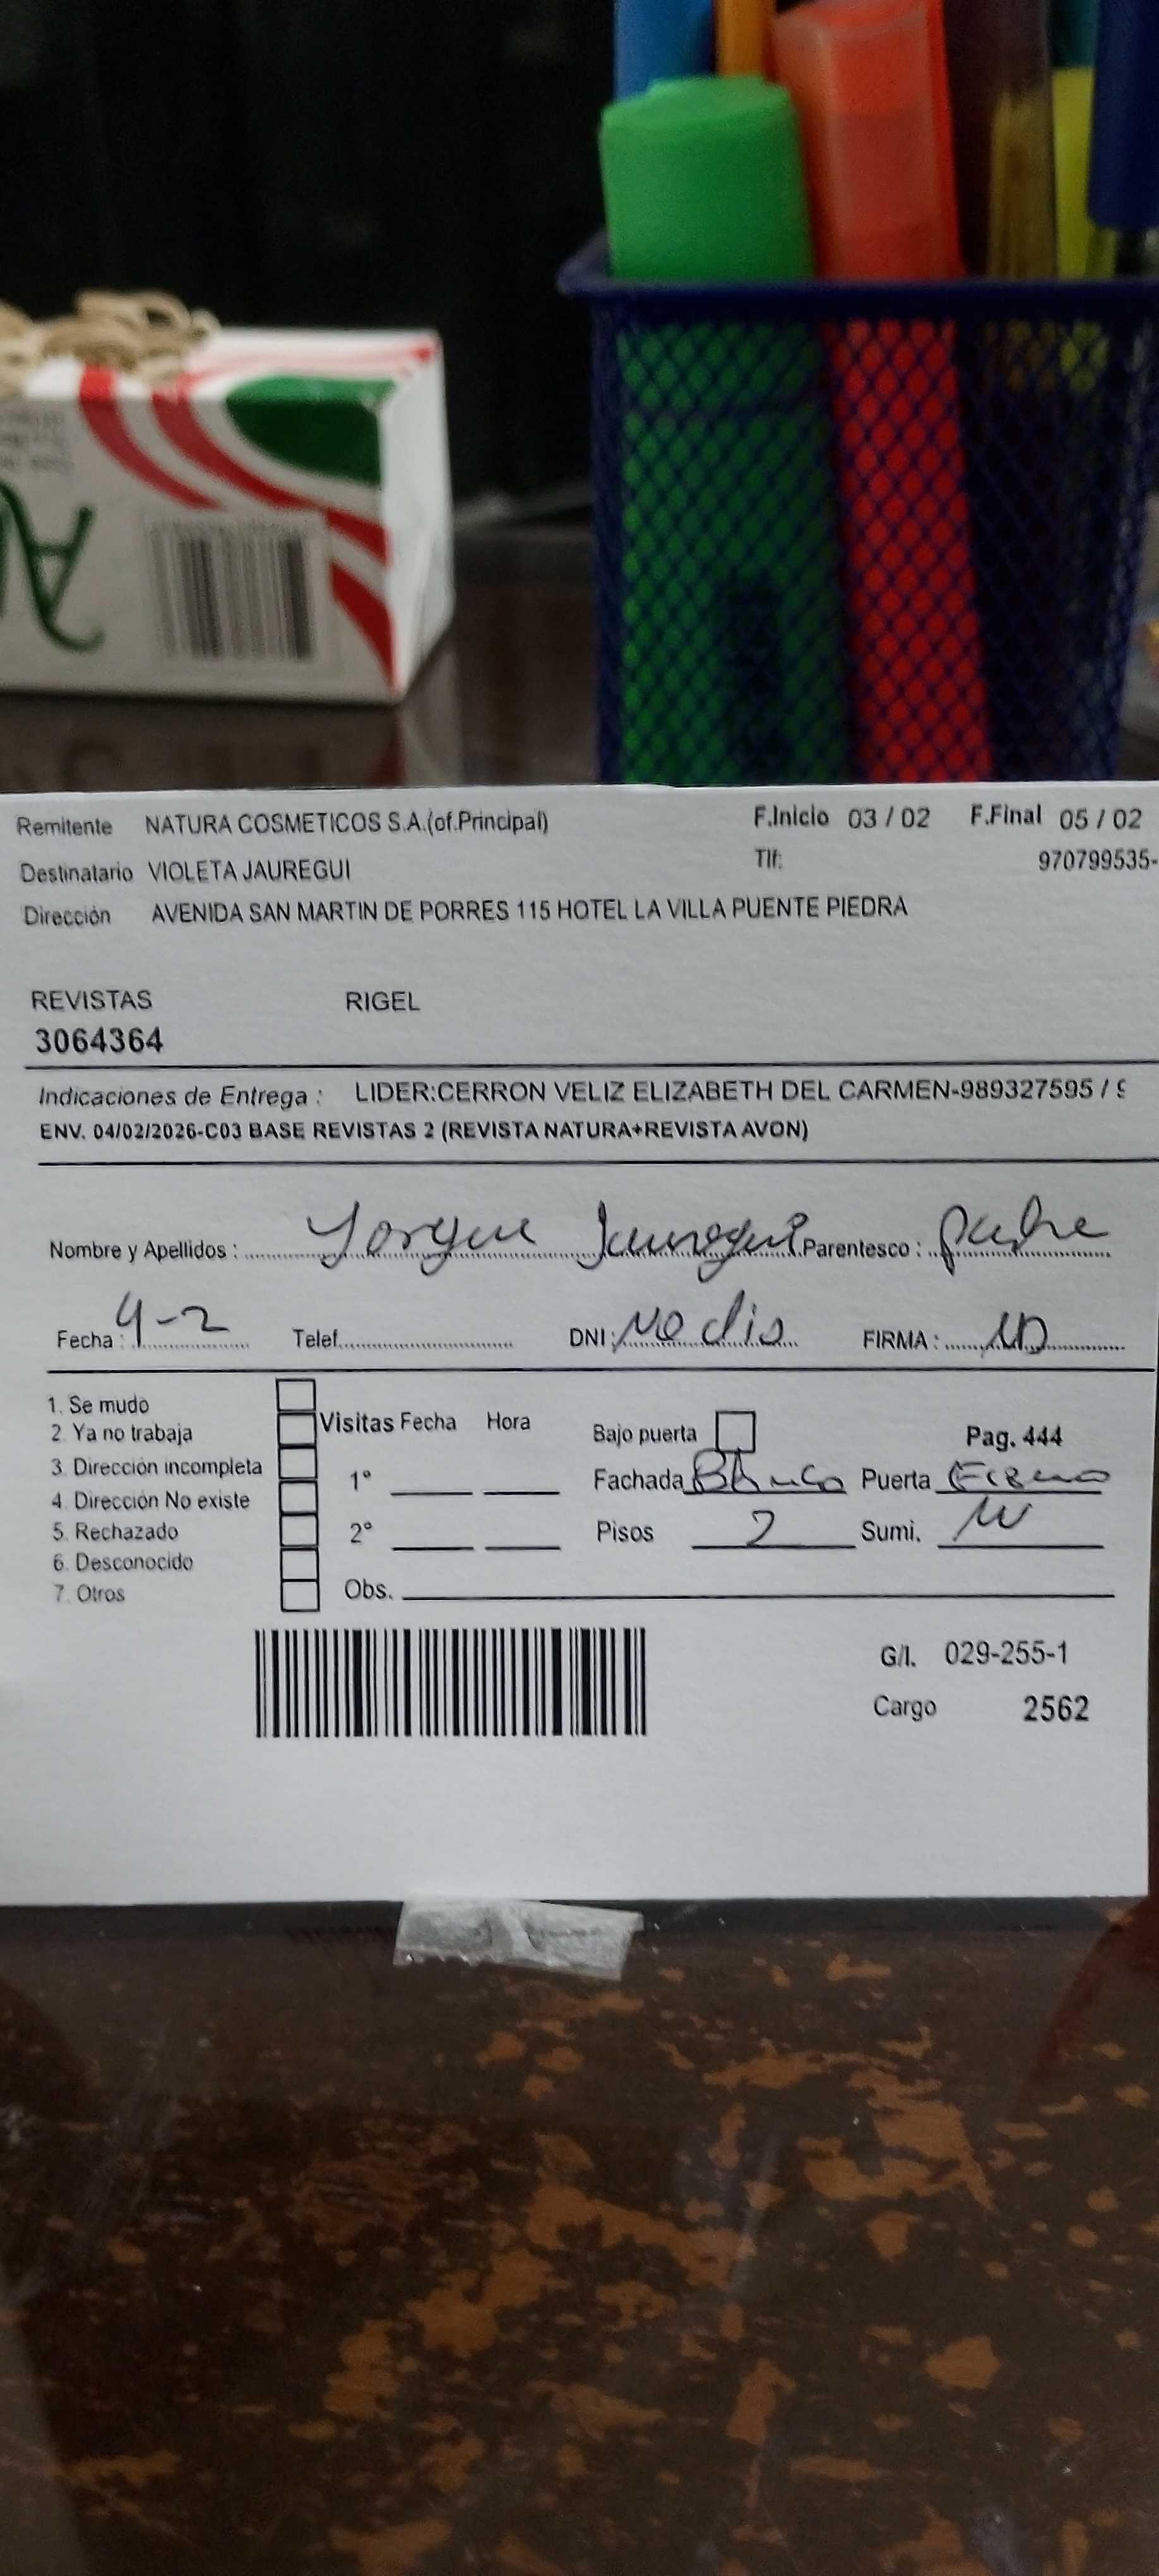 Remitente NATURA COSMETICOS S.A.(of.Principal) F.Inicio 03 / 02 F.Final 05 / 02
Destinatario VIOLETA JAUREGUI Tlf: 970799535-
Dirección AVENIDA SAN MARTIN DE PORRES 115 HOTEL LA VILLA PUENTE PIEDRA
REVISTAS RIGEL
3064364
Indicaciones de Entrega : LIDER:CERRON VELIZ ELIZABETH DEL CARMEN-989327595 / 9
ENV. 04/02/2026-C03 BASE REVISTAS 2 (REVISTA NATURA+REVISTA AVON)
Nombre y Apellidos : Jorgue Jauregui Parentesco : padre
Fecha : 4-2 Telef. DNI : No dio FIRMA :
1. Se mudo
2. Ya no trabaja Visitas Fecha Hora Bajo puerta Pag. 444
3. Dirección incompleta 1° Fachada Blanco Puerta
4. Dirección No existe
5. Rechazado 2° Pisos 2 Sumi.
6. Desconocido
7. Otros Obs.
G/I. 029-255-1
Cargo 2562